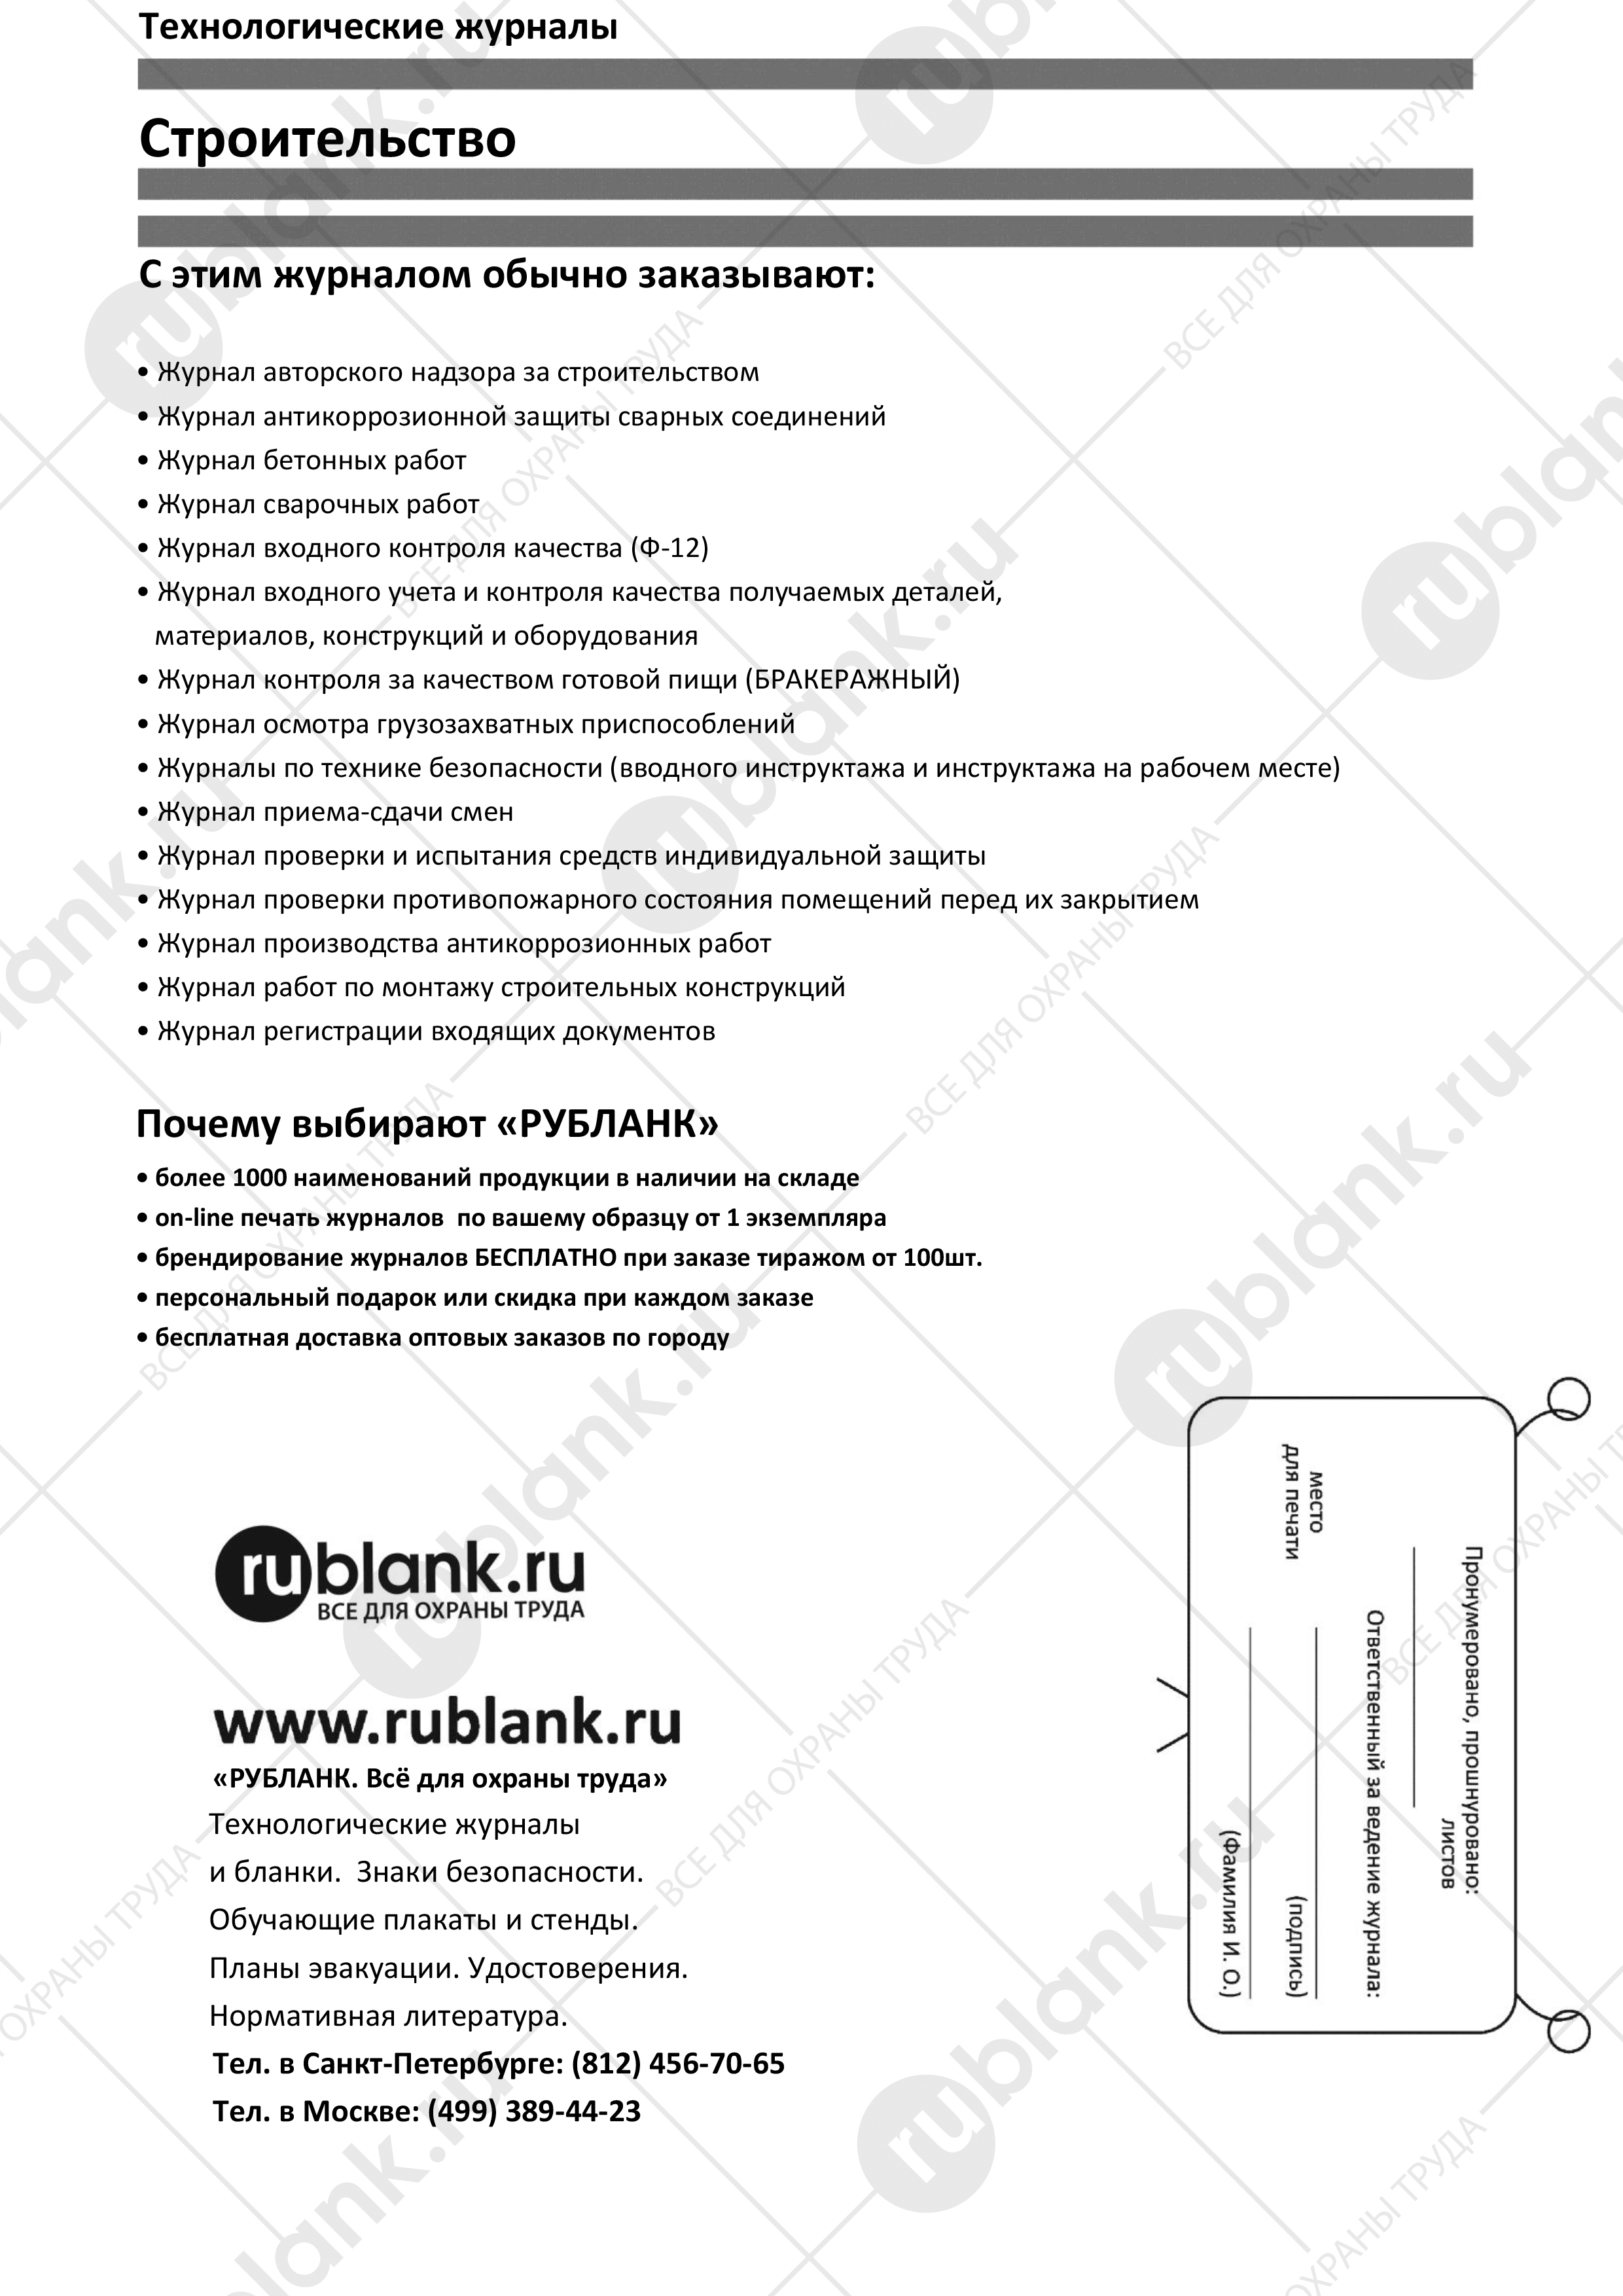 Технологические журналы
Строительство
С этим журналом обычно заказывают:
• Журнал авторского надзора за строительством
• Журнал антикоррозионной защиты сварных соединений
• Журнал бетонных работ
• Журнал сварочных работ
• Журнал входного контроля качества (Ф-12)
• Журнал входного учета и контроля качества получаемых деталей,
материалов, конструкций и оборудования
• Журнал контроля за качеством готовой пищи (БРАКЕРАЖНЫЙ)
• Журнал осмотра грузозахватных приспособлений
• Журналы по технике безопасности (вводного инструктажа и инструктажа на рабочем месте)
• Журнал приема-сдачи смен
• Журнал проверки и испытания средств индивидуальной защиты
• Журнал проверки противопожарного состояния помещений перед их закрытием
• Журнал производства антикоррозионных работ
• Журнал работ по монтажу строительных конструкций
• Журнал регистрации входящих документов
Почему выбирают «РУБЛАНК»
• более 1000 наименований продукции в наличии на складе
• on-line печать журналов по вашему образцу от 1 экземпляра
• брендирование журналов БЕСПЛАТНО при заказе тиражом от 100шт.
• персональный подарок или скидка при каждом заказе
• бесплатная доставка оптовых заказов по городу
rublank.ru
ВСЕ ДЛЯ ОХРАНЫ ТРУДА
www.rublank.ru
«РУБЛАНК. Всё для охраны труда»
Технологические журналы
и бланки. Знаки безопасности.
Обучающие плакаты и стенды.
Планы эвакуации. Удостоверения.
Нормативная литература.
Тел. в Санкт-Петербурге: (812) 456-70-65
Тел. в Москве: (499) 389-44-23
Пронумеровано, прошнуровано:
листов
Ответственный за ведение журнала:
место
для печати
(подпись)
(Фамилия И. О.)